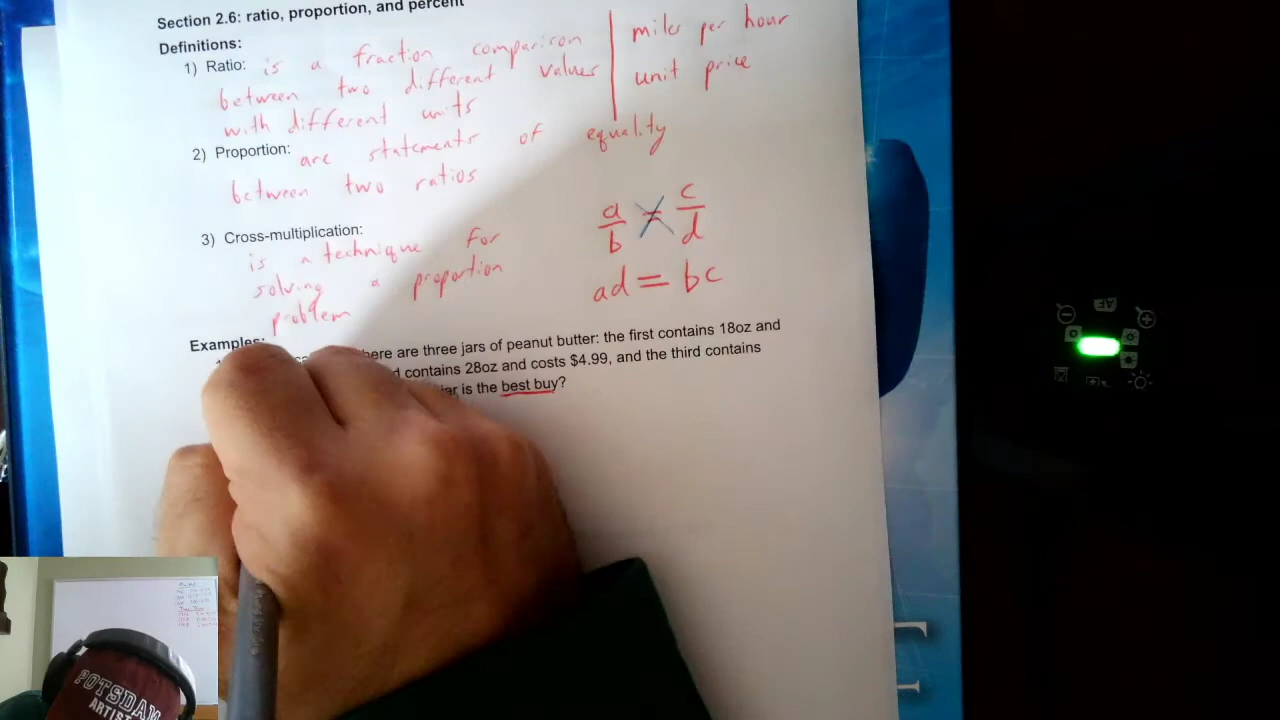 Section 2.6: ratio, proportion, and percent
Definitions:
1) Ratio: is a fraction comparison
between two different values
with different units
miles per hour
unit price
2) Proportion: are statements of equality
between two ratios
3) Cross-multiplication:
is a technique for
solving a proportion
problem
a/b = c/d
ad = bc
Examples:
here are three jars of peanut butter: the first contains 18oz and
contains 28oz and costs $4.99, and the third contains
jar is the best buy?
POTSDAM